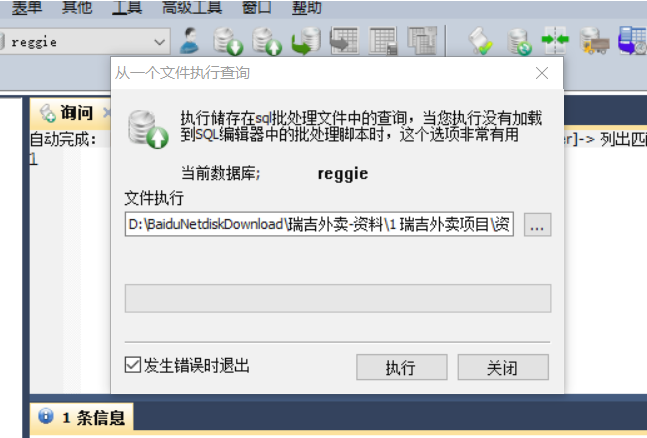 表单 其他 工具 高级工具 窗口 帮助
reggie
从一个文件执行查询
询问
自动完成:
er]-> 列出匹
1
执行储存在sql批处理文件中的查询，当您执行没有加载
到SQL编辑器中的批处理脚本时，这个选项非常有用
当前数据库; reggie
文件执行
D:\BaiduNetdiskDownload\瑞吉外卖-资料\1 瑞吉外卖项目\资
...
发生错误时退出
执行
关闭
1 条信息